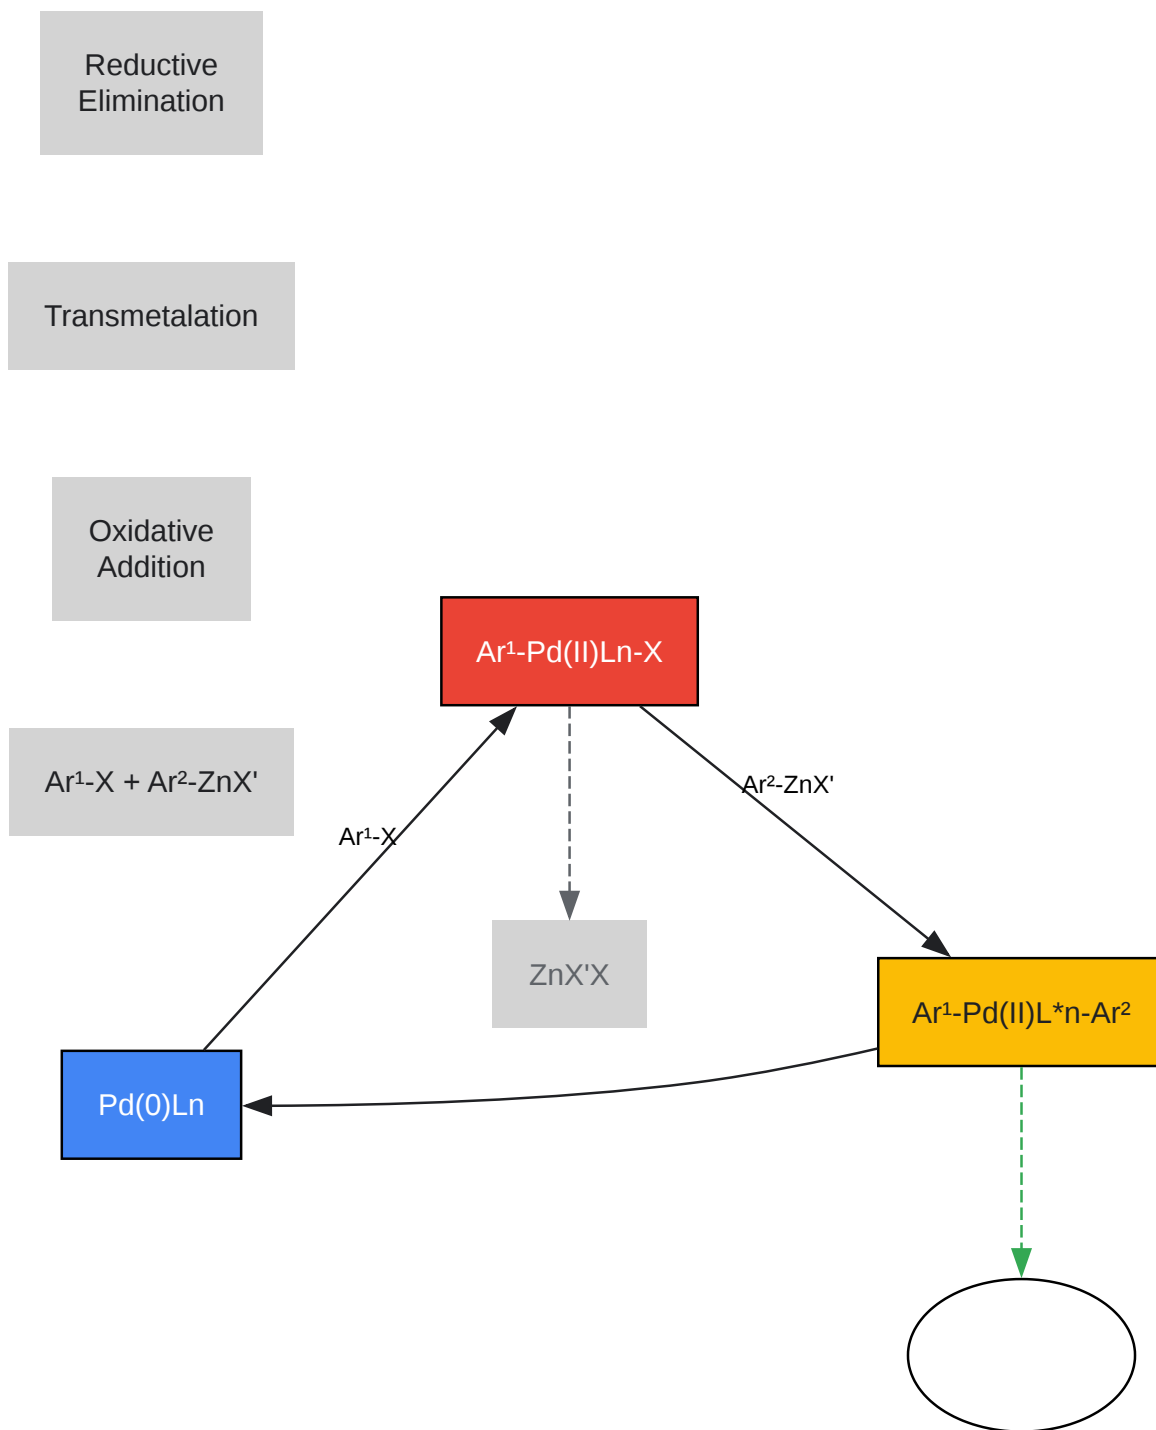 Reductive
Elimination
Transmetalation
Oxidative
Addition
Ar¹-Pd(II)Ln-X
Ar¹-X + Ar²-ZnX'
Ar²-ZnX'
Ar¹-X
ZnX'X
Ar¹-Pd(II)L*n-Ar²
Pd(0)Ln